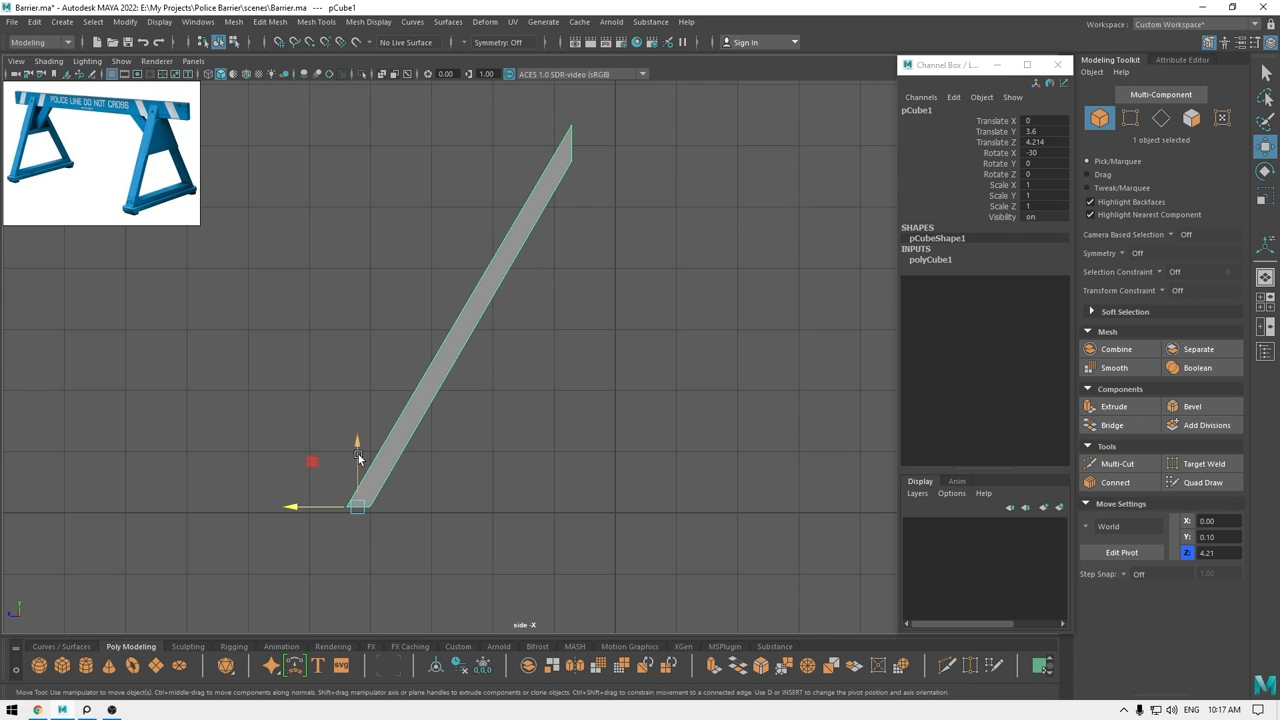 Barrier.ma* - Autodesk MAYA 2022: E:\My Projects\Police Barrier\scenes\Barrier.ma --- pCube1
File Edit Create Select Modify Display Windows Mesh Edit Mesh Mesh Tools Mesh Display Curves Surfaces Deform UV Generate Cache Arnold Substance Help
Workspace : Custom Workspace*
Modeling No Live Surface Symmetry: Off Sign In
View Shading Lighting Show Renderer Panels
0.00 1.00 ACES 1.0 SDR-video (sRGB)
POLICE LINE DO NOT CROSS
side -X
Channel Box / L...
Channels Edit Object Show
pCube1
Translate X 0
Translate Y 3.6
Translate Z 4.214
Rotate X -30
Rotate Y 0
Rotate Z 0
Scale X 1
Scale Y 1
Scale Z 1
Visibility on
SHAPES
pCubeShape1
INPUTS
polyCube1
Display Anim
Layers Options Help
Modeling Toolkit Attribute Editor
Object Help
Multi-Component
1 object selected
Pick/Marquee
Drag
Tweak/Marquee
Highlight Backfaces
Highlight Nearest Component
Camera Based Selection Off
Symmetry Off
Selection Constraint Off 0
Transform Constraint Off
Soft Selection
Mesh
Combine Separate
Smooth Boolean
Components
Extrude Bevel
Bridge Add Divisions
Tools
Multi-Cut Target Weld
Connect Quad Draw
Move Settings
World X: 0.00
Y: 0.10
Edit Pivot Z: 4.21
Step Snap: Off 1.00
Curves / Surfaces Poly Modeling Sculpting Rigging Animation Rendering FX FX Caching Custom Arnold Bifrost MASH Motion Graphics XGen MSPlugin Substance
T SVG 0,0,0
Move Tool: Use manipulator to move object(s). Ctrl+middle-drag to move components along normals. Shift+drag manipulator axis or plane handles to extrude components or clone objects. Ctrl+Shift+drag to constrain movement to a connected edge. Use D or INSERT to change the pivot position and axis orientation.
ENG 10:17 AM